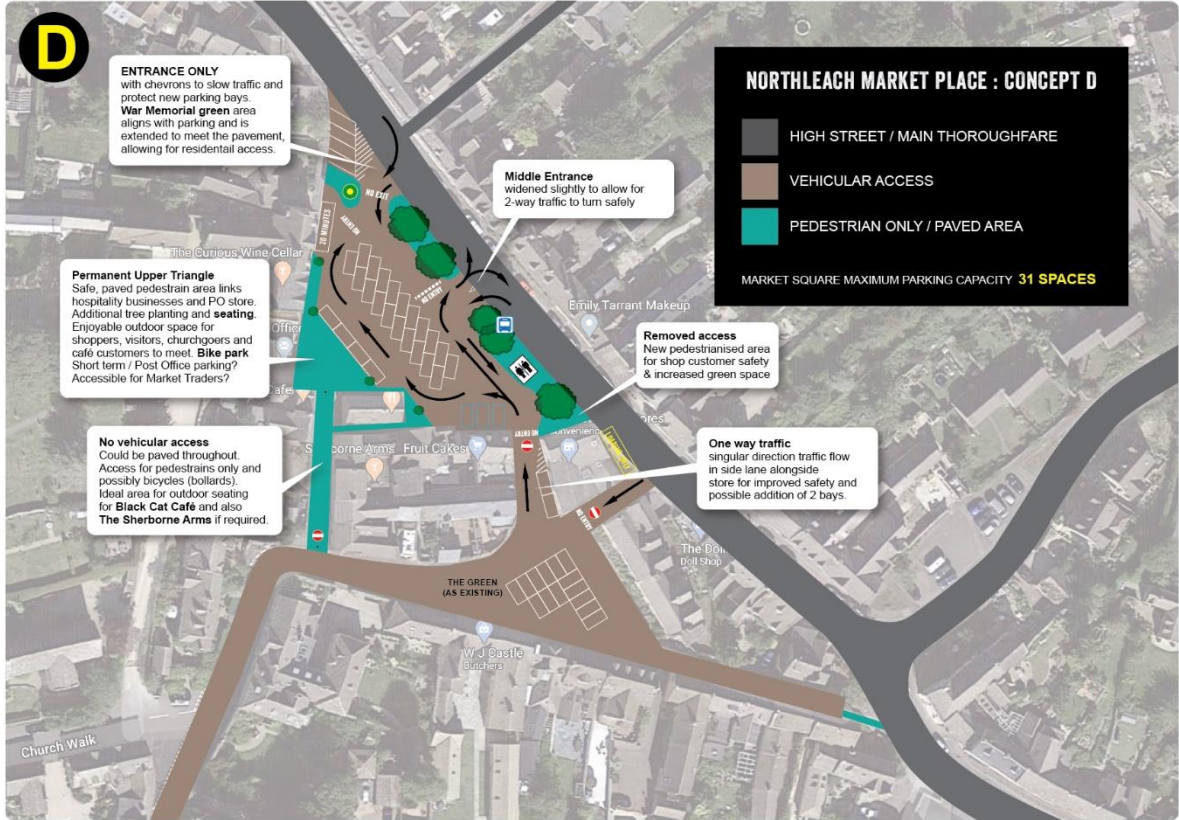 D
ENTRANCE ONLY
with chevrons to slow traffic and
protect new parking bays.
War Memorial green area
aligns with parking and is
extended to meet the pavement,
allowing for residentail access.
NORTHLEACH MARKET PLACE : CONCEPT D
HIGH STREET / MAIN THOROUGHFARE
VEHICULAR ACCESS
PEDESTRIAN ONLY / PAVED AREA
MARKET SQUARE MAXIMUM PARKING CAPACITY 31 SPACES
Middle Entrance
widened slightly to allow for
2-way traffic to turn safely
NO EXIT
NO ENTRY
30 MINUTES
The Curious Wine Cellar
Permanent Upper Triangle
Safe, paved pedestrain area links
hospitality businesses and PO store.
Additional tree planting and seating.
Enjoyable outdoor space for
shoppers, visitors, churchgoers and
café customers to meet. Bike park
Short term / Post Office parking?
Accessible for Market Traders?
Office
Cafe
NO ENTRY
Emily Tarrant Makeup
Removed access
New pedestrianised area
for shop customer safety
& increased green space
No vehicular access
Could be paved throughout.
Access for pedestrains only and
possibly bicycles (bollards).
Ideal area for outdoor seating
for Black Cat Café and also
The Sherborne Arms if required.
Fruit Cakes
NO ENTRY
One way traffic
singular direction traffic flow
in side lane alongside
store for improved safety and
possible addition of 2 bays.
NO ENTRY
Doll Shop
THE GREEN
(AS EXISTING)
W J Castle
Butchers
Church Walk